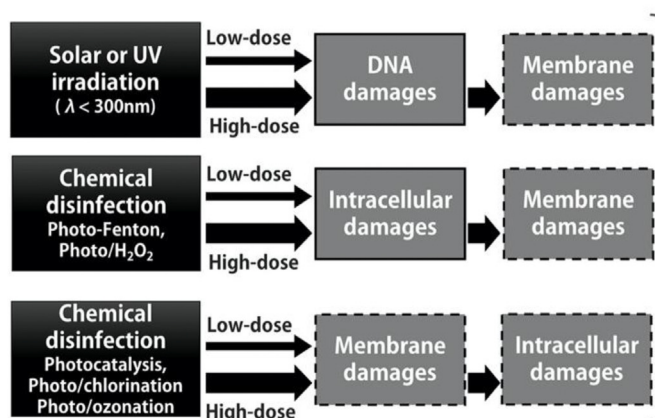 Solar or UV
irradiation
( λ < 300nm)
Low-dose
High-dose
DNA
damages
Membrane
damages
Chemical
disinfection
Photo-Fenton,
Photo/H₂O₂
Low-dose
High-dose
Intracellular
damages
Membrane
damages
Chemical
disinfection
Photocatalysis,
Photo/chlorination
Photo/ozonation
Low-dose
High-dose
Membrane
damages
Intracellular
damages